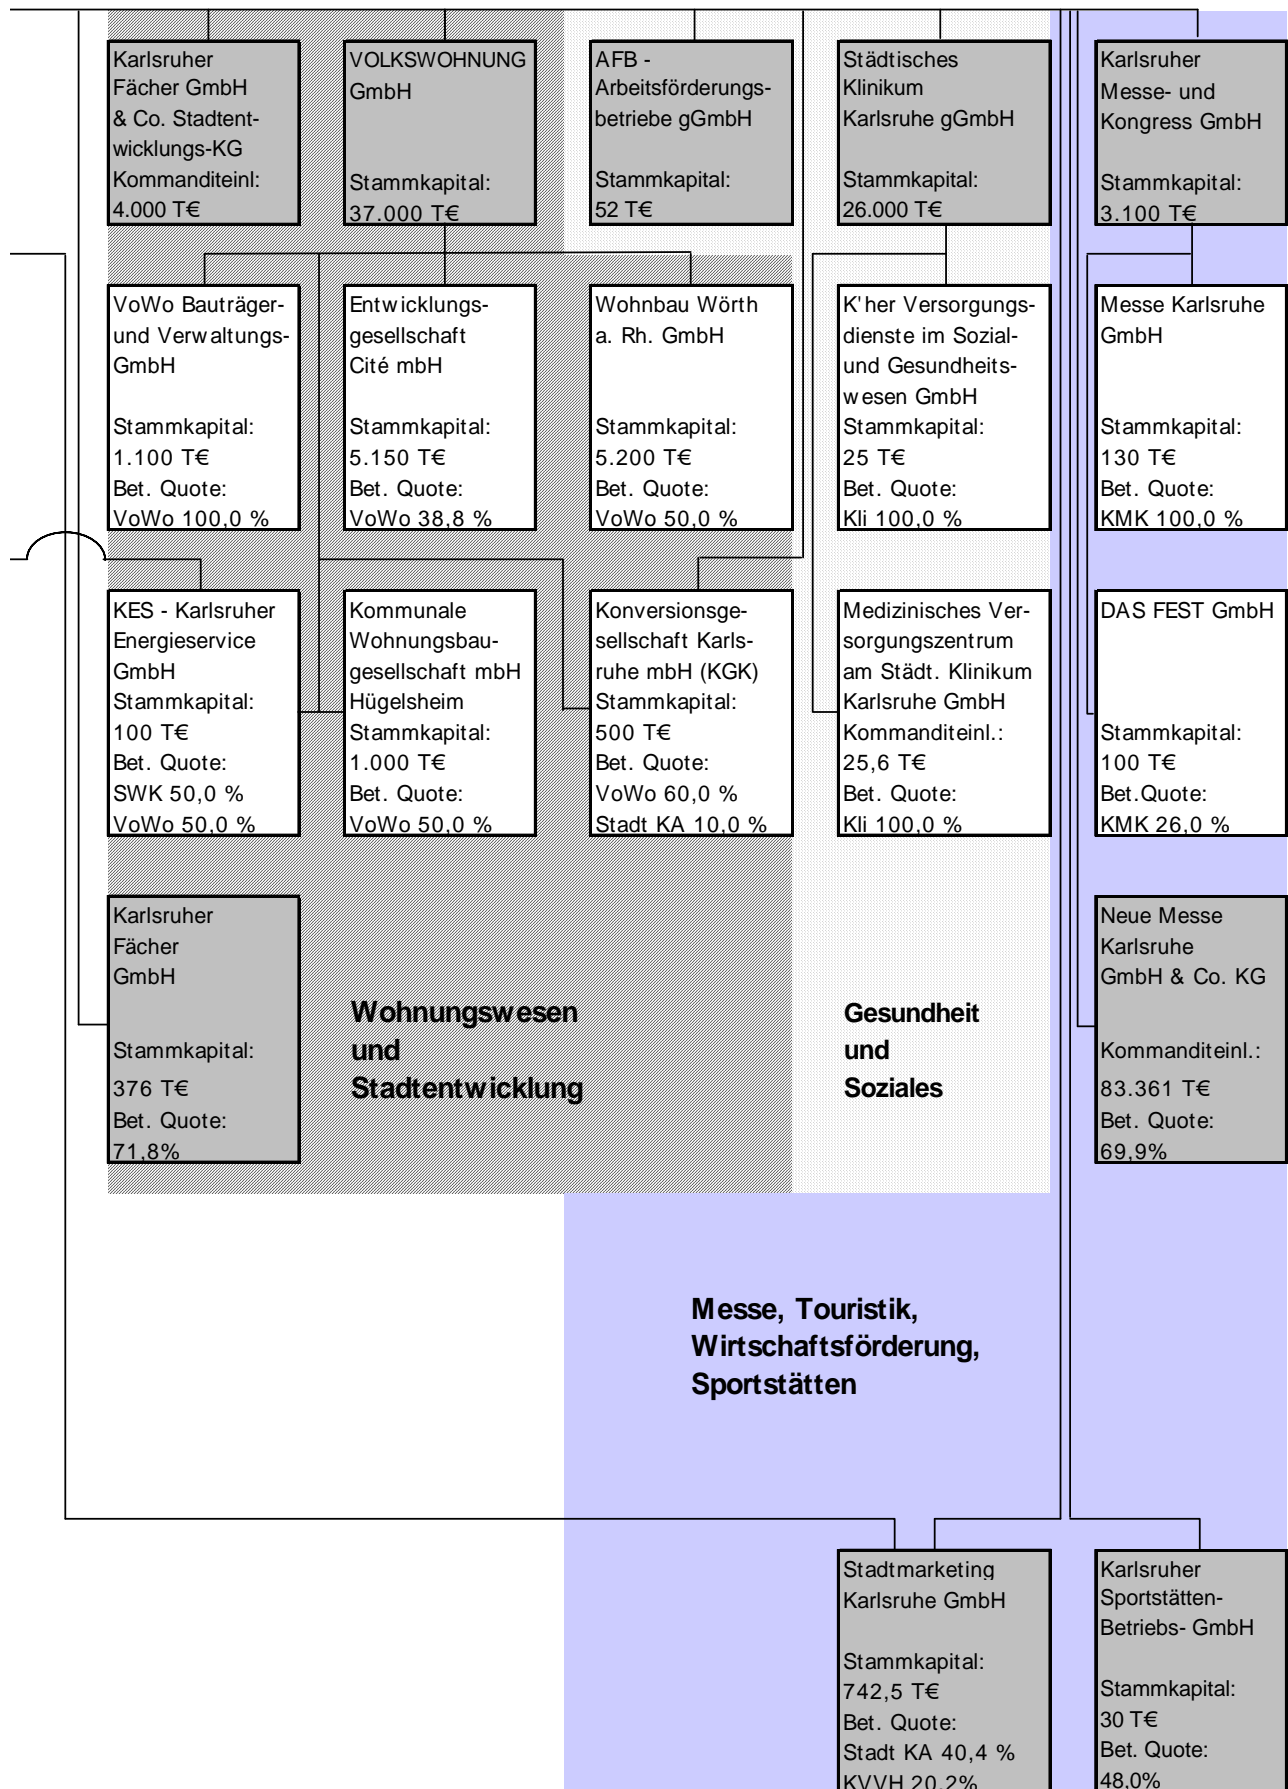 Karlsruher
Fächer GmbH
& Co. Stadtent-
wicklungs-KG
Kommanditeinl:
4.000 T€
VOLKSWOHNUNG
GmbH
Stammkapital:
37.000 T€
AFB -
Arbeitsförderungs-
betriebe gGmbH
Stammkapital:
52 T€
Städtisches
Klinikum
Karlsruhe gGmbH
Stammkapital:
26.000 T€
Karlsruher
Messe- und
Kongress GmbH
Stammkapital:
3.100 T€
VoWo Bauträger-
und Verwaltungs-
GmbH
Stammkapital:
1.100 T€
Bet. Quote:
VoWo 100,0 %
Entwicklungs-
gesellschaft
Cité mbH
Stammkapital:
5.150 T€
Bet. Quote:
VoWo 38,8 %
Wohnbau Wörth
a. Rh. GmbH
Stammkapital:
5.200 T€
Bet. Quote:
VoWo 50,0 %
K'her Versorgungs-
dienste im Sozial-
und Gesundheits-
wesen GmbH
Stammkapital:
25 T€
Bet. Quote:
Kli 100,0 %
Messe Karlsruhe
GmbH
Stammkapital:
130 T€
Bet. Quote:
KMK 100,0 %
KES - Karlsruher
Energieservice
GmbH
Stammkapital:
100 T€
Bet. Quote:
SWK 50,0 %
VoWo 50,0 %
Kommunale
Wohnungsbau-
gesellschaft mbH
Hügelsheim
Stammkapital:
1.000 T€
Bet. Quote:
VoWo 50,0 %
Konversionsge-
sellschaft Karls-
ruhe mbH (KGK)
Stammkapital:
500 T€
Bet. Quote:
VoWo 60,0 %
Stadt KA 10,0 %
Medizinisches Ver-
sorgungszentrum
am Städt. Klinikum
Karlsruhe GmbH
Kommanditeinl.:
25,6 T€
Bet. Quote:
Kli 100,0 %
DAS FEST GmbH
Stammkapital:
100 T€
Bet.Quote:
KMK 26,0 %
Karlsruher
Fächer
GmbH
Stammkapital:
376 T€
Bet. Quote:
71,8%
Wohnungswesen
und
Stadtentwicklung
Gesundheit
und
Soziales
Neue Messe
Karlsruhe
GmbH & Co. KG
Kommanditeinl.:
83.361 T€
Bet. Quote:
69,9%
Messe, Touristik,
Wirtschaftsförderung,
Sportstätten
Stadtmarketing
Karlsruhe GmbH
Stammkapital:
742,5 T€
Bet. Quote:
Stadt KA 40,4 %
KVVH 20,2%
Karlsruher
Sportstätten-
Betriebs- GmbH
Stammkapital:
30 T€
Bet. Quote:
48,0%